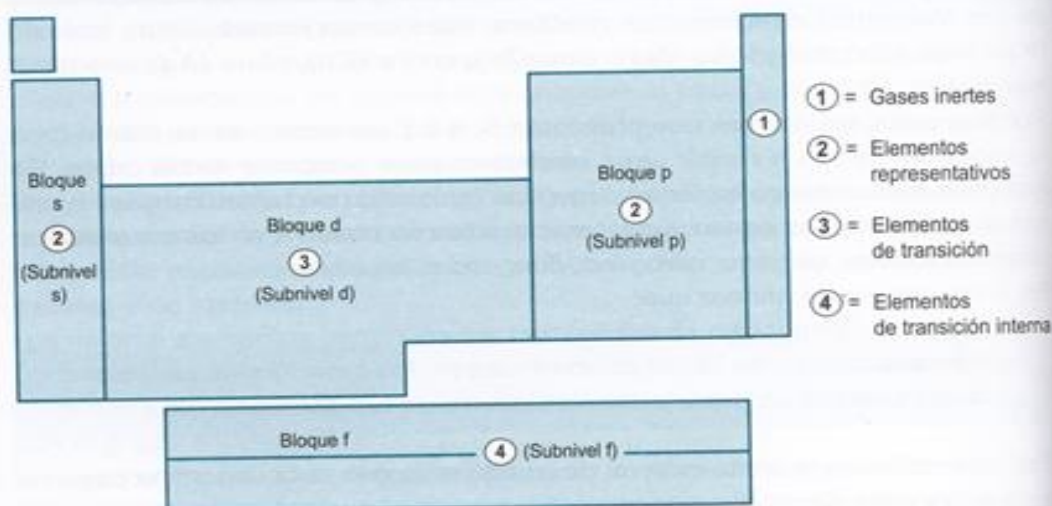 Bloque
s
2
(Subnivel
s)
Bloque d
3
(Subnivel d)
Bloque p
2
(Subnivel p)
1
Bloque f
4 (Subnivel f)
1 = Gases inertes
2 = Elementos
representativos
3 = Elementos
de transición
4 = Elementos
de transición interna